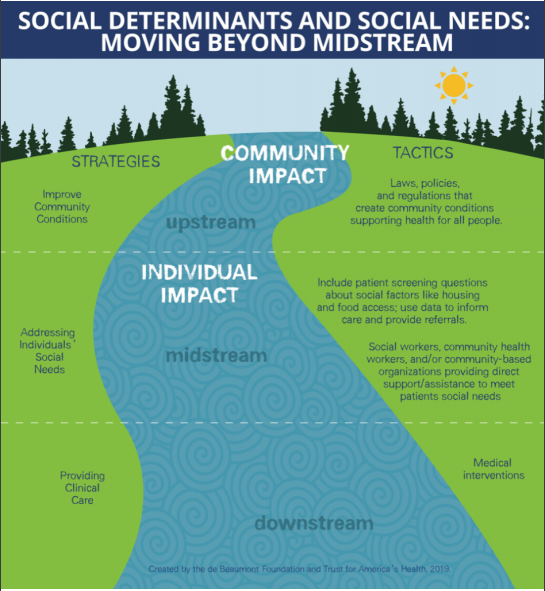 SOCIAL DETERMINANTS AND SOCIAL NEEDS:
MOVING BEYOND MIDSTREAM
STRATEGIES
COMMUNITY
IMPACT
TACTICS
Improve
Community
Conditions
upstream
Laws, policies,
and regulations that
create community conditions
supporting health for all people.
INDIVIDUAL
IMPACT
Addressing
Individuals'
Social
Needs
midstream
Include patient screening questions
about social factors like housing
and food access; use data to inform
care and provide referrals.
Social workers, community health
workers, and/or community-based
organizations providing direct
support/assistance to meet
patients social needs
Providing
Clinical
Care
downstream
Medical
interventions
Created by the de Beaumont Foundation and Trust for America's Health. 2019.